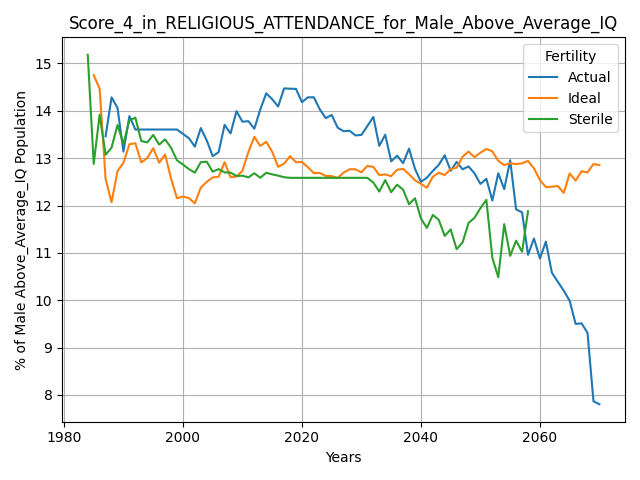 Score_4_in_RELIGIOUS_ATTENDANCE_for_Male_Above_Average_IQ
% of Male Above_Average_IQ Population
15
14
13
12
11
10
9
8
Fertility
Actual
Ideal
Sterile
1980
2000
2020
2040
2060
Years